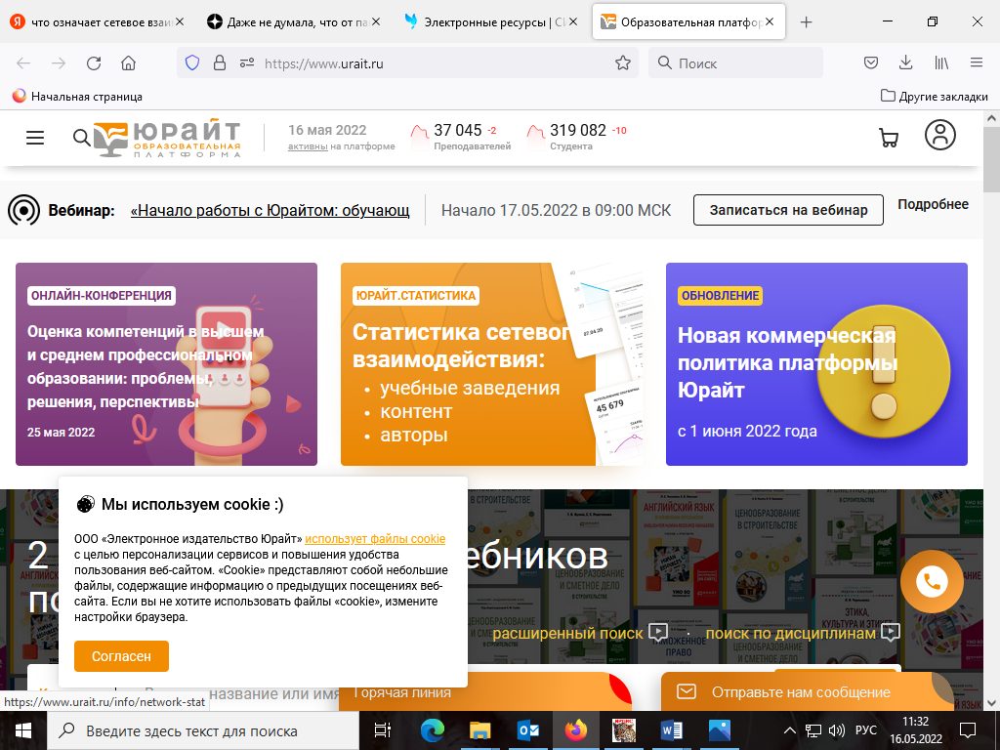 что означает сетевое взаи
Даже не думала, что от па
Электронные ресурсы | СИ
Образовательная платфор
https://www.urait.ru
Поиск
Начальная страница
Другие закладки
юрайт
ОБРАЗОВАТЕЛЬНАЯ
ПЛАТФОРМА
16 мая 2022
активны на платформе
37 045 -2
Преподавателей
319 082 -10
Студента
Вебинар: «Начало работы с Юрайтом: обучающ
Начало 17.05.2022 в 09:00 МСК
Записаться на вебинар
Подробнее
ОНЛАЙН-КОНФЕРЕНЦИЯ
Оценка компетенций в высшем
и среднем профессиональном
образовании: проблемы,
решения, перспективы
25 мая 2022
ЮРАЙТ.СТАТИСТИКА
Статистика сетевог
взаимодействия:
• учебные заведения
• контент
• авторы
07.04.20
45 679
ОБНОВЛЕНИЕ
Новая коммерческая
политика платформы
Юрайт
с 1 июня 2022 года
Мы используем cookie :)
ООО «Электронное издательство Юрайт» использует файлы cookie
с целью персонализации сервисов и повышения удобства
пользования веб-сайтом. «Cookie» представляют собой небольшие
файлы, содержащие информацию о предыдущих посещениях веб-
сайта. Если вы не хотите использовать файлы «cookie», измените
настройки браузера.
Согласен
2
ебников
по
АНГЛИЙСКИЙ ЯЗЫК
ЦЕНООБРАЗОВАНИЕ
В СТРОИТЕЛЬСТВЕ
ЦЕНООБРАЗОВАНИЕ
И СМЕТНОЕ ДЕЛО
В СТРОИТЕЛЬСТВЕ
ЭТИКА,
КУЛЬТУРА И ЭТИКЕТ
ТАМОЖЕННОЕ
ПРАВО
расширенный поиск · поиск по дисциплинам
название или имя
Горячая линия
Отправьте нам сообщение
https://www.urait.ru/info/network-stat
Введите здесь текст для поиска
РУС
11:32
16.05.2022